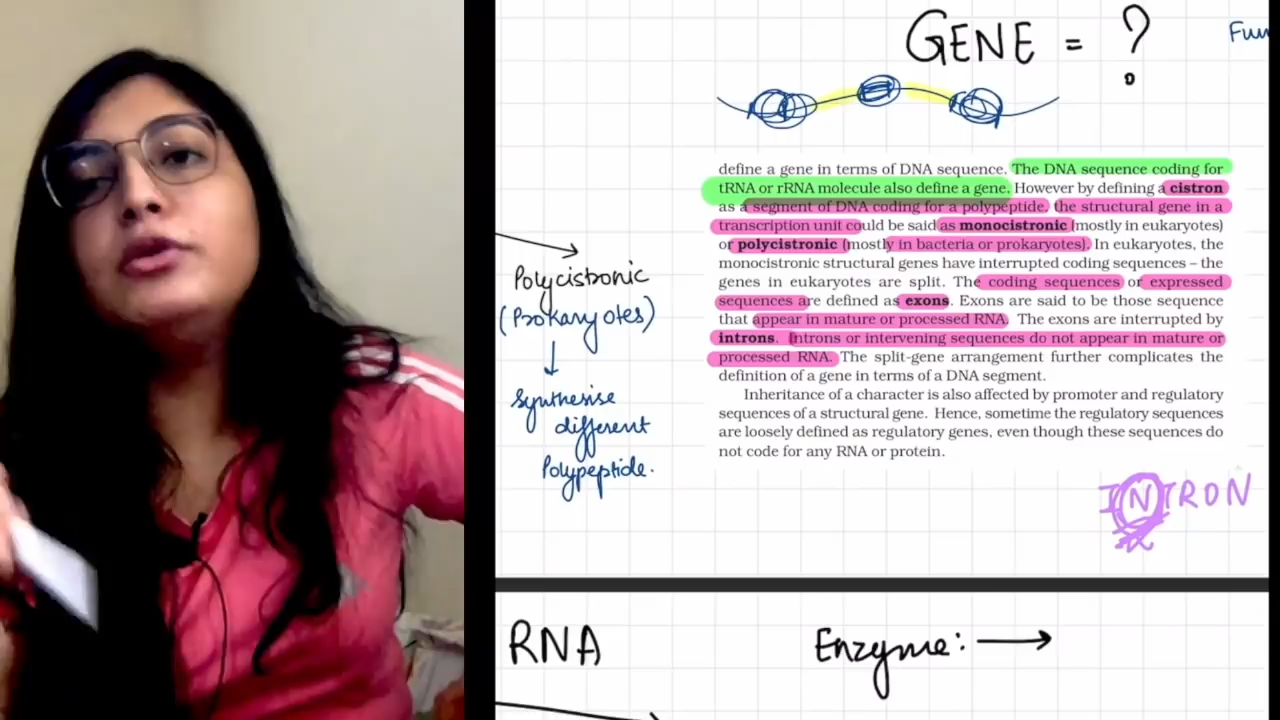 GENE = ?
Fun
define a gene in terms of DNA sequence. The DNA sequence coding for
tRNA or rRNA molecule also define a gene. However by defining a cistron
as a segment of DNA coding for a polypeptide, the structural gene in a
transcription unit could be said as monocistronic (mostly in eukaryotes)
or polycistronic (mostly in bacteria or prokaryotes). In eukaryotes, the
monocistronic structural genes have interrupted coding sequences – the
genes in eukaryotes are split. The coding sequences or expressed
sequences are defined as exons. Exons are said to be those sequence
that appear in mature or processed RNA. The exons are interrupted by
introns. Introns or intervening sequences do not appear in mature or
processed RNA. The split-gene arrangement further complicates the
definition of a gene in terms of a DNA segment.
Inheritance of a character is also affected by promoter and regulatory
sequences of a structural gene. Hence, sometime the regulatory sequences
are loosely defined as regulatory genes, even though these sequences do
not code for any RNA or protein.
Polycistronic
(Prokaryotes)
Synthesise
different
Polypeptide.
INTRON
RNA
Enzyme: